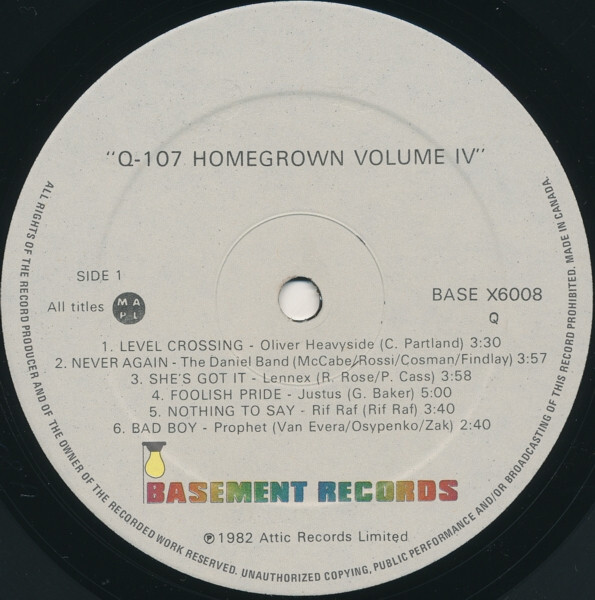 "Q-107 HOMEGROWN VOLUME IV"
SIDE 1
All titles M A P L
BASE X6008
Q
1. LEVEL CROSSING - Oliver Heavyside (C. Partland) 3:30
2. NEVER AGAIN - The Daniel Band (McCabe/Rossi/Cosman/Findlay) 3:57
3. SHE'S GOT IT - Lennex (R. Rose/P. Cass) 3:58
4. FOOLISH PRIDE - Justus (G. Baker) 5:00
5. NOTHING TO SAY - Rif Raf (Rif Raf) 3:40
6. BAD BOY - Prophet (Van Evera/Osypenko/Zak) 2:40
BASEMENT RECORDS
℗ 1982 Attic Records Limited
ALL RIGHTS OF THE RECORD PRODUCER AND OF THE OWNER OF THE RECORDED WORK RESERVED. UNAUTHORIZED COPYING, PUBLIC PERFORMANCE AND/OR BROADCASTING OF THIS RECORD PROHIBITED. MADE IN CANADA.